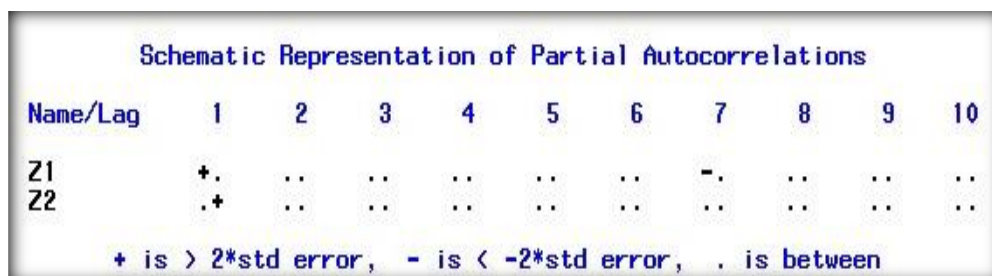 Schematic Representation of Partial Autocorrelations
Name/Lag 1 2 3 4 5 6 7 8 9 10
Z1 +. .. .. .. .. .. -. .. .. ..
Z2 .+ .. .. .. .. .. .. .. .. ..
+ is > 2*std error, - is < -2*std error, . is between